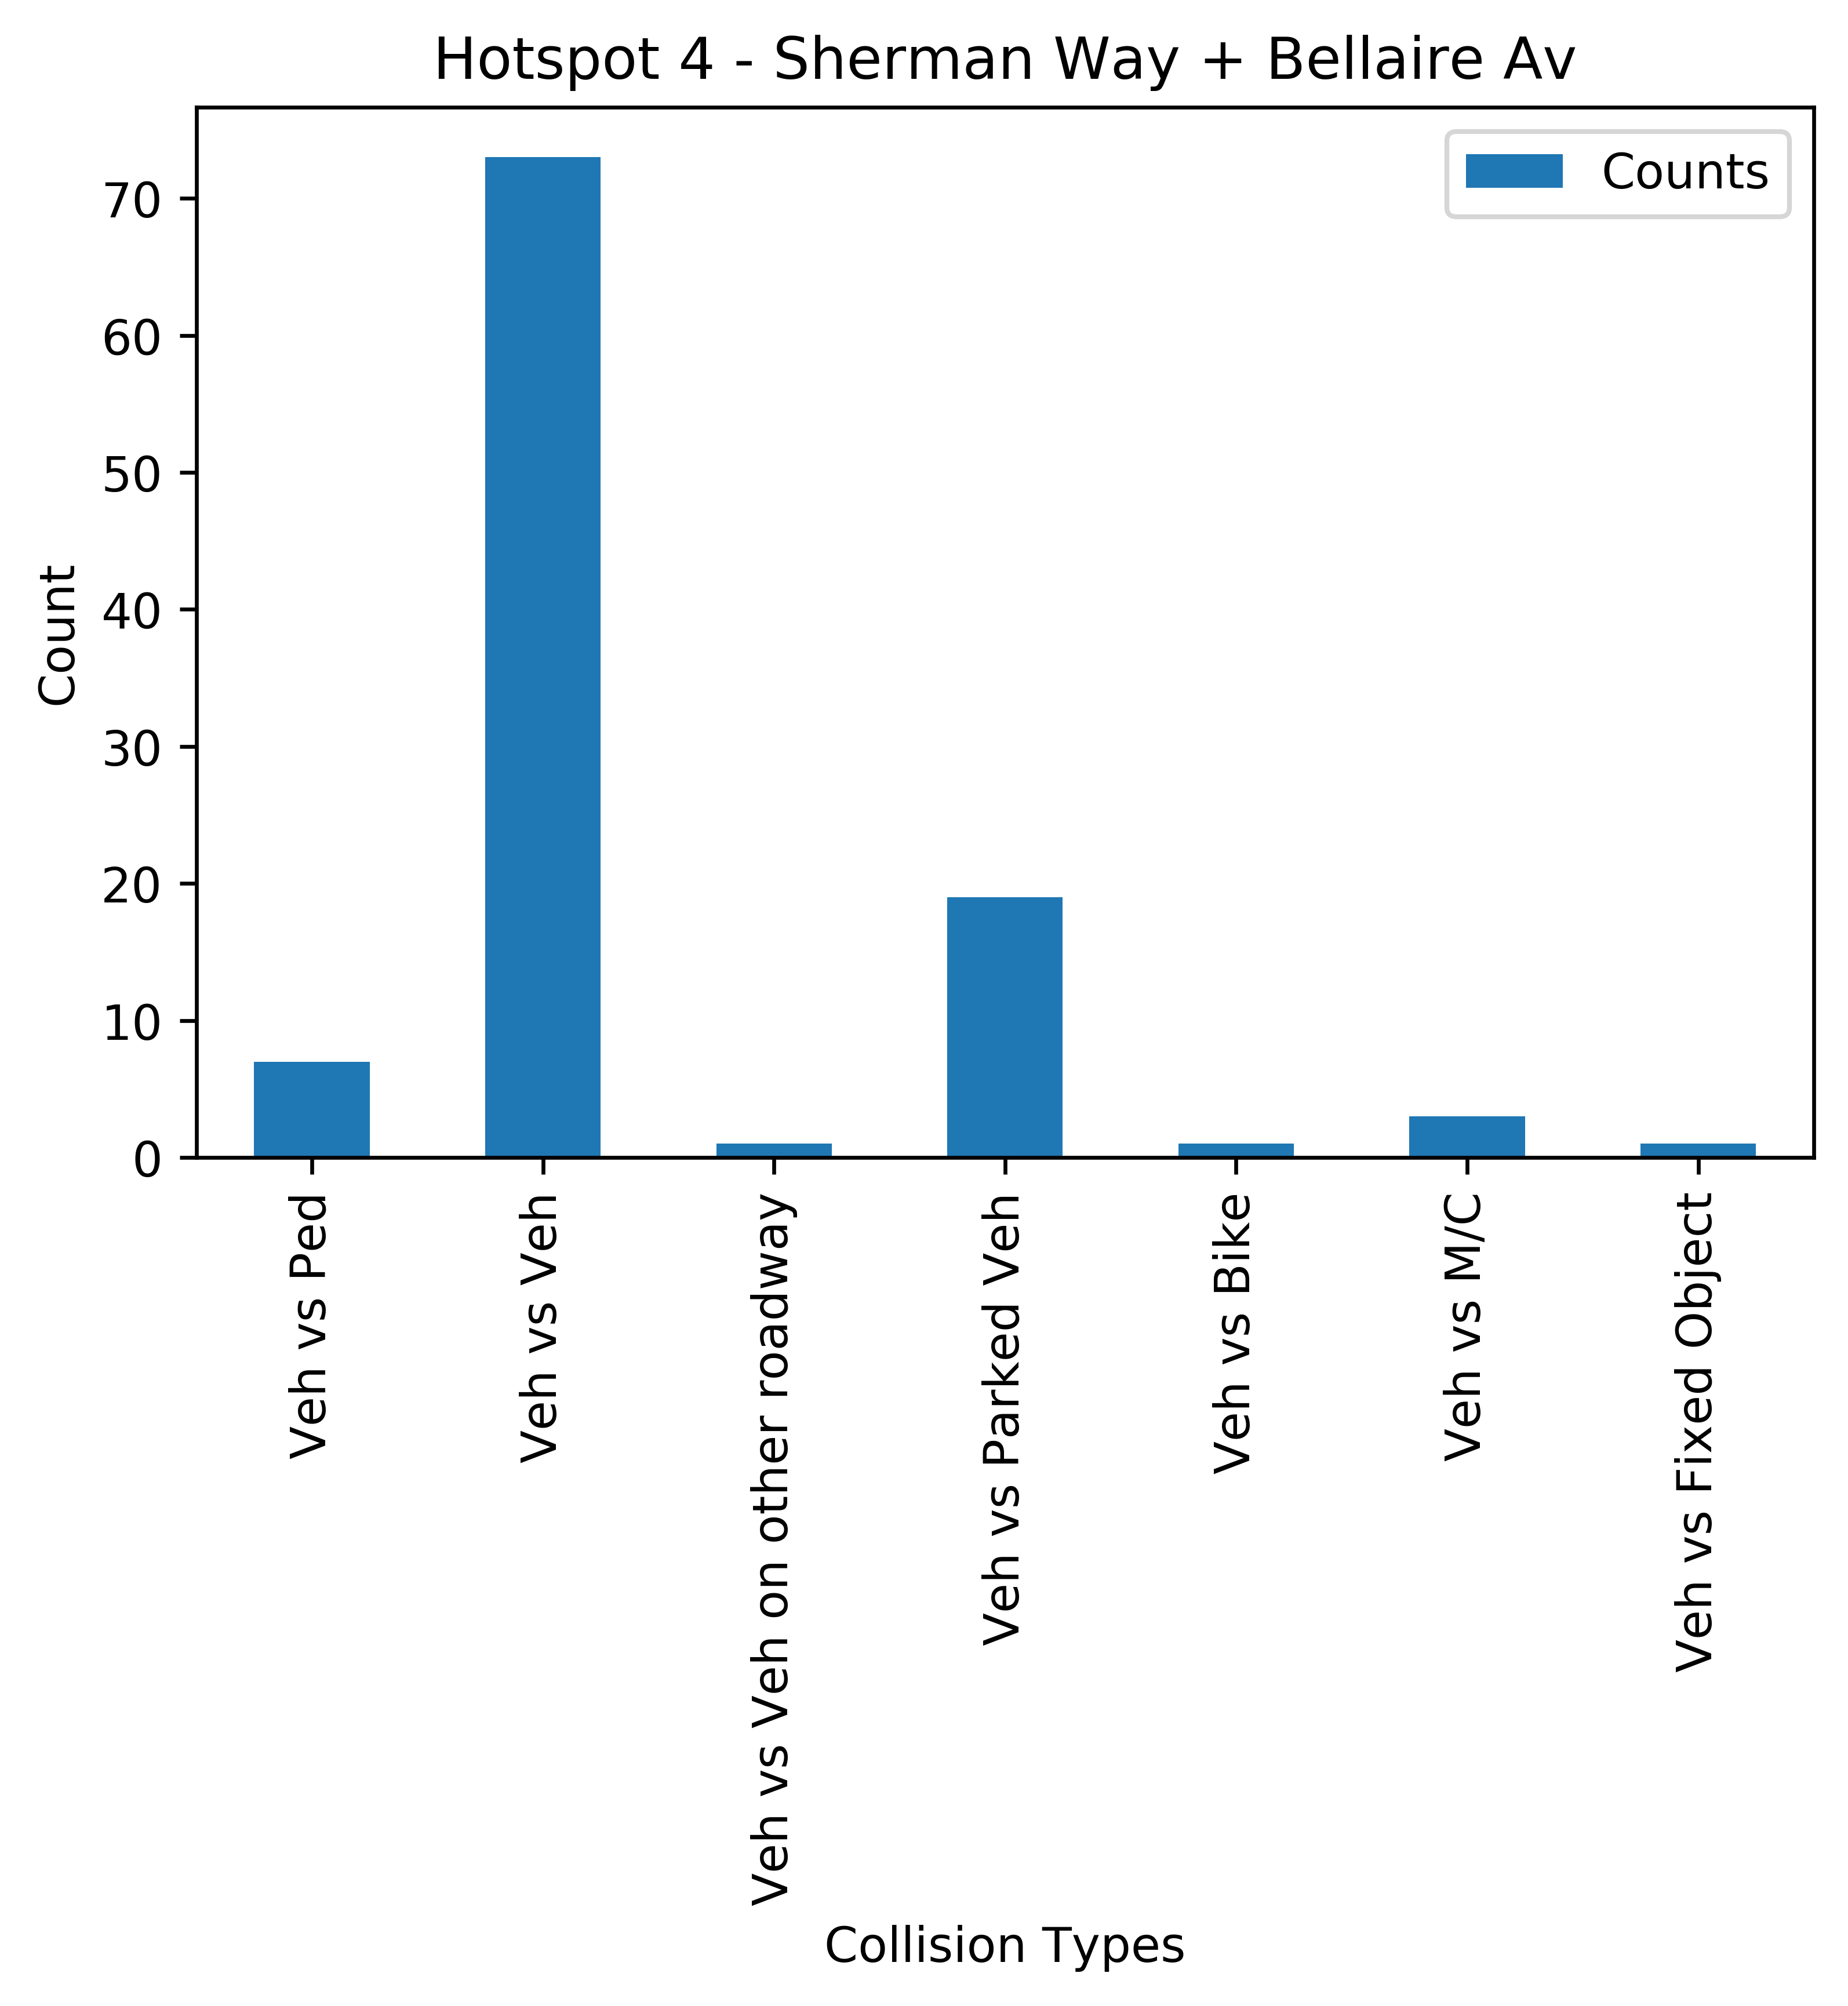 Hotspot 4 - Sherman Way + Bellaire Av
Counts
70
60
50
40
30
20
10
0
Count
Veh vs Ped
Veh vs Veh
Veh vs Veh on other roadway
Veh vs Parked Veh
Veh vs Bike
Veh vs M/C
Veh vs Fixed Object
Collision Types